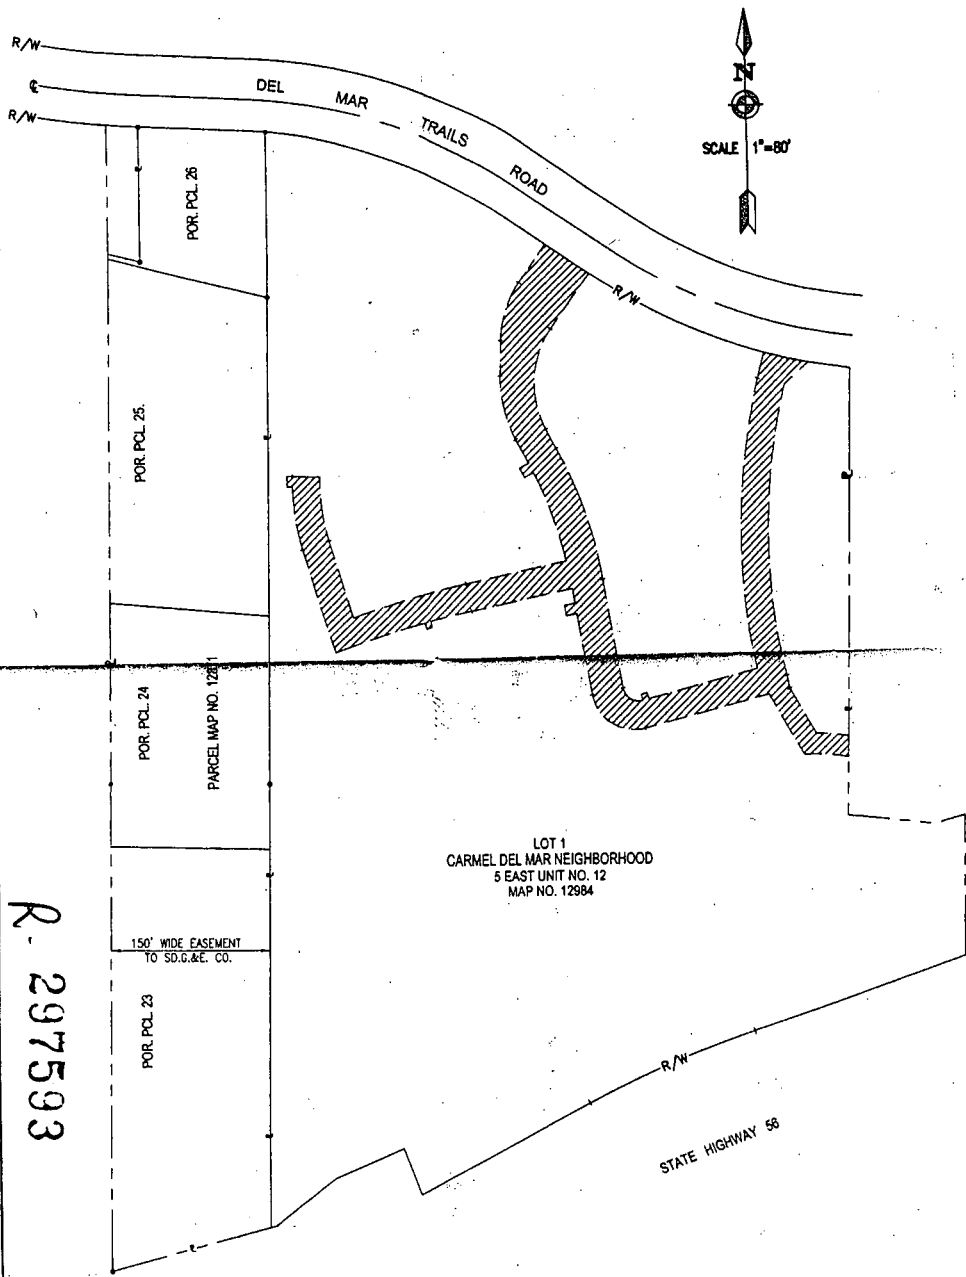 R/W
℄
R/W
DEL MAR TRAILS ROAD
N
SCALE 1"=80'
R/W
POR. PCL. 26
POR. PCL. 25.
POR. PCL. 24
PARCEL MAP NO. 12871
LOT 1
CARMEL DEL MAR NEIGHBORHOOD
5 EAST UNIT NO. 12
MAP NO. 12984
150' WIDE EASEMENT
TO SD.G.&E. CO.
POR. PCL. 23
R/W
STATE HIGHWAY 56
R- 297593